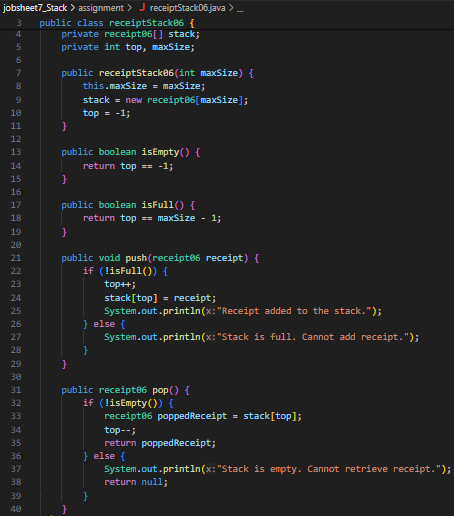 jobsheet7_Stack > assignment > J receiptStack06.java > ...
3 public class receiptStack06 {
4     private receipt06[] stack;
5     private int top, maxSize;
6
7     public receiptStack06(int maxSize) {
8         this.maxSize = maxSize;
9         stack = new receipt06[maxSize];
10         top = -1;
11     }
12
13     public boolean isEmpty() {
14         return top == -1;
15     }
16
17     public boolean isFull() {
18         return top == maxSize - 1;
19     }
20
21     public void push(receipt06 receipt) {
22         if (!isFull()) {
23             top++;
24             stack[top] = receipt;
25             System.out.println(x:"Receipt added to the stack.");
26         } else {
27             System.out.println(x:"Stack is full. Cannot add receipt.");
28         }
29     }
30
31     public receipt06 pop() {
32         if (!isEmpty()) {
33             receipt06 poppedReceipt = stack[top];
34             top--;
35             return poppedReceipt;
36         } else {
37             System.out.println(x:"Stack is empty. Cannot retrieve receipt.");
38             return null;
39         }
40     }